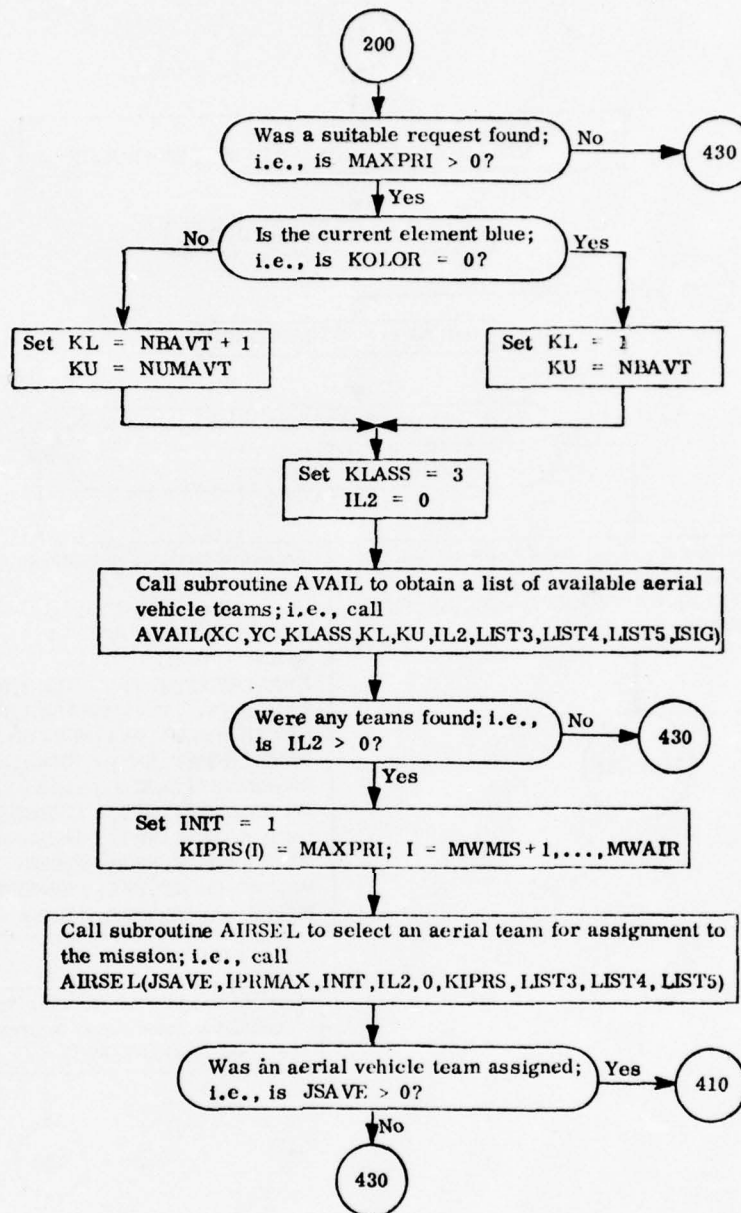 200
Was a suitable request found;
i.e., is MAXPRI > 0?
No
430
Yes
Is the current element blue;
i.e., is KOLOR = 0?
No
Yes
Set KL = NBAVT + 1
KU = NUMAVT
Set KL = 1
KU = NBAVT
Set KLASS = 3
IL2 = 0
Call subroutine AVAIL to obtain a list of available aerial
vehicle teams; i.e., call
AVAIL(XC,YC,KLASS,KL,KU,IL2,LIST3,LIST4,LIST5,ISIG)
Were any teams found; i.e.,
is IL2 > 0?
No
430
Yes
Set INIT = 1
KIPRS(I) = MAXPRI; I = MWMIS+1,...,MWAIR
Call subroutine AIRSEL to select an aerial team for assignment to
the mission; i.e., call
AIRSEL(JSAVE,IPRMAX,INIT,IL2,0,KIPRS,LIST3,LIST4,LIST5)
Was an aerial vehicle team assigned;
i.e., is JSAVE > 0?
Yes
410
No
430